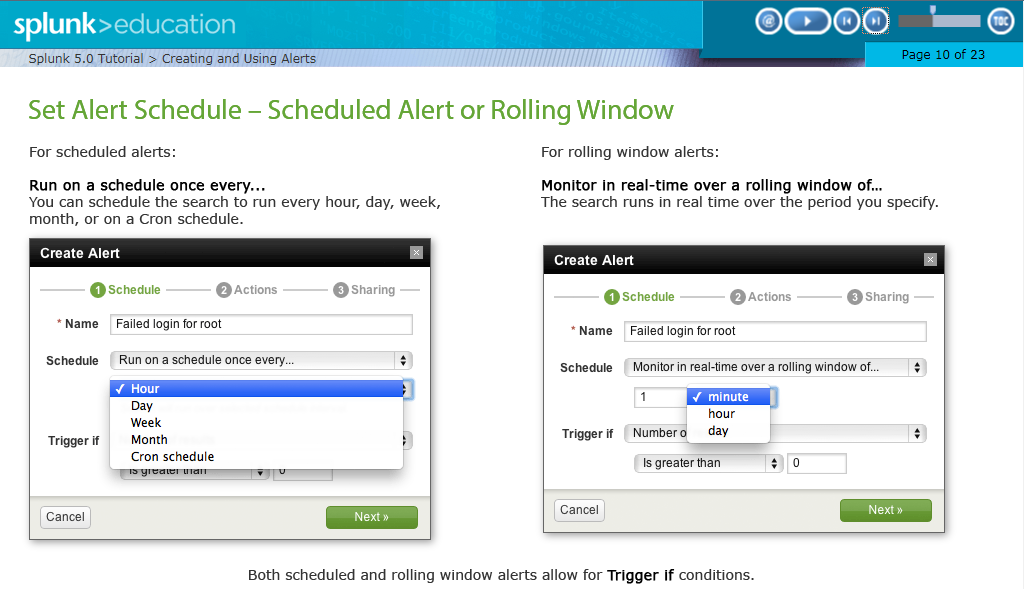 splunk>education
TOC
Splunk 5.0 Tutorial > Creating and Using Alerts
Page 10 of 23
Set Alert Schedule – Scheduled Alert or Rolling Window
For scheduled alerts:
Run on a schedule once every...
You can schedule the search to run every hour, day, week,
month, or on a Cron schedule.
Create Alert
1 Schedule 2 Actions 3 Sharing
* Name Failed login for root
Schedule Run on a schedule once every...
✓ Hour
Day
Week
Month
Cron schedule
Trigger if
Is greater than 0
Cancel Next »
For rolling window alerts:
Monitor in real-time over a rolling window of...
The search runs in real time over the period you specify.
Create Alert
1 Schedule 2 Actions 3 Sharing
* Name Failed login for root
Schedule Monitor in real-time over a rolling window of...
1 ✓ minute
hour
day
Trigger if Number o
Is greater than 0
Cancel Next »
Both scheduled and rolling window alerts allow for Trigger if conditions.